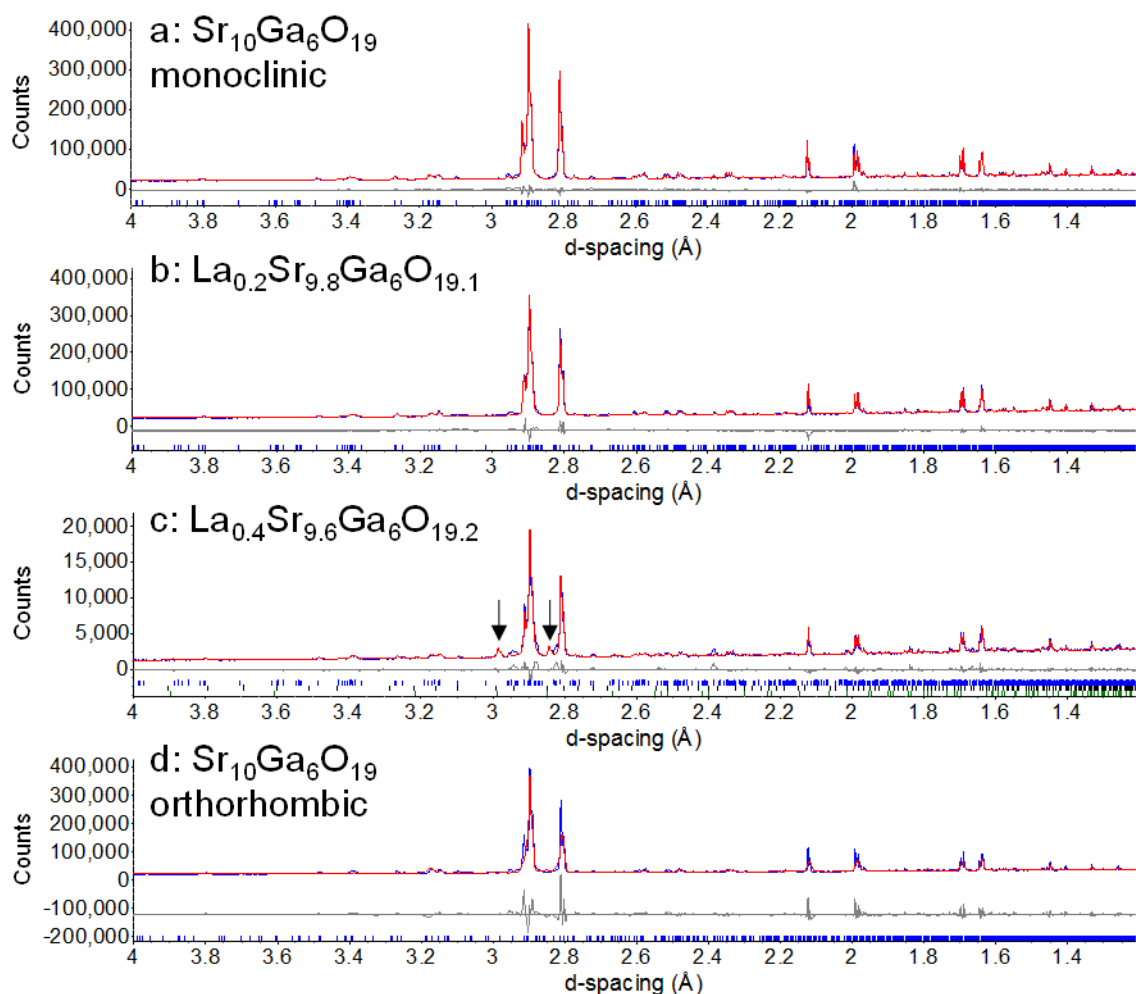 a: Sr10Ga6O19
monoclinic
Counts
400,000
300,000
200,000
100,000
0
4 3.8 3.6 3.4 3.2 3 2.8 2.6 2.4 2.2 2 1.8 1.6 1.4
d-spacing (Å)
b: La0.2Sr9.8Ga6O19.1
Counts
400,000
300,000
200,000
100,000
0
4 3.8 3.6 3.4 3.2 3 2.8 2.6 2.4 2.2 2 1.8 1.6 1.4
d-spacing (Å)
c: La0.4Sr9.6Ga6O19.2
Counts
20,000
15,000
10,000
5,000
0
4 3.8 3.6 3.4 3.2 3 2.8 2.6 2.4 2.2 2 1.8 1.6 1.4
d-spacing (Å)
d: Sr10Ga6O19
orthorhombic
Counts
400,000
300,000
200,000
100,000
0
-100,000
-200,000
4 3.8 3.6 3.4 3.2 3 2.8 2.6 2.4 2.2 2 1.8 1.6 1.4
d-spacing (Å)